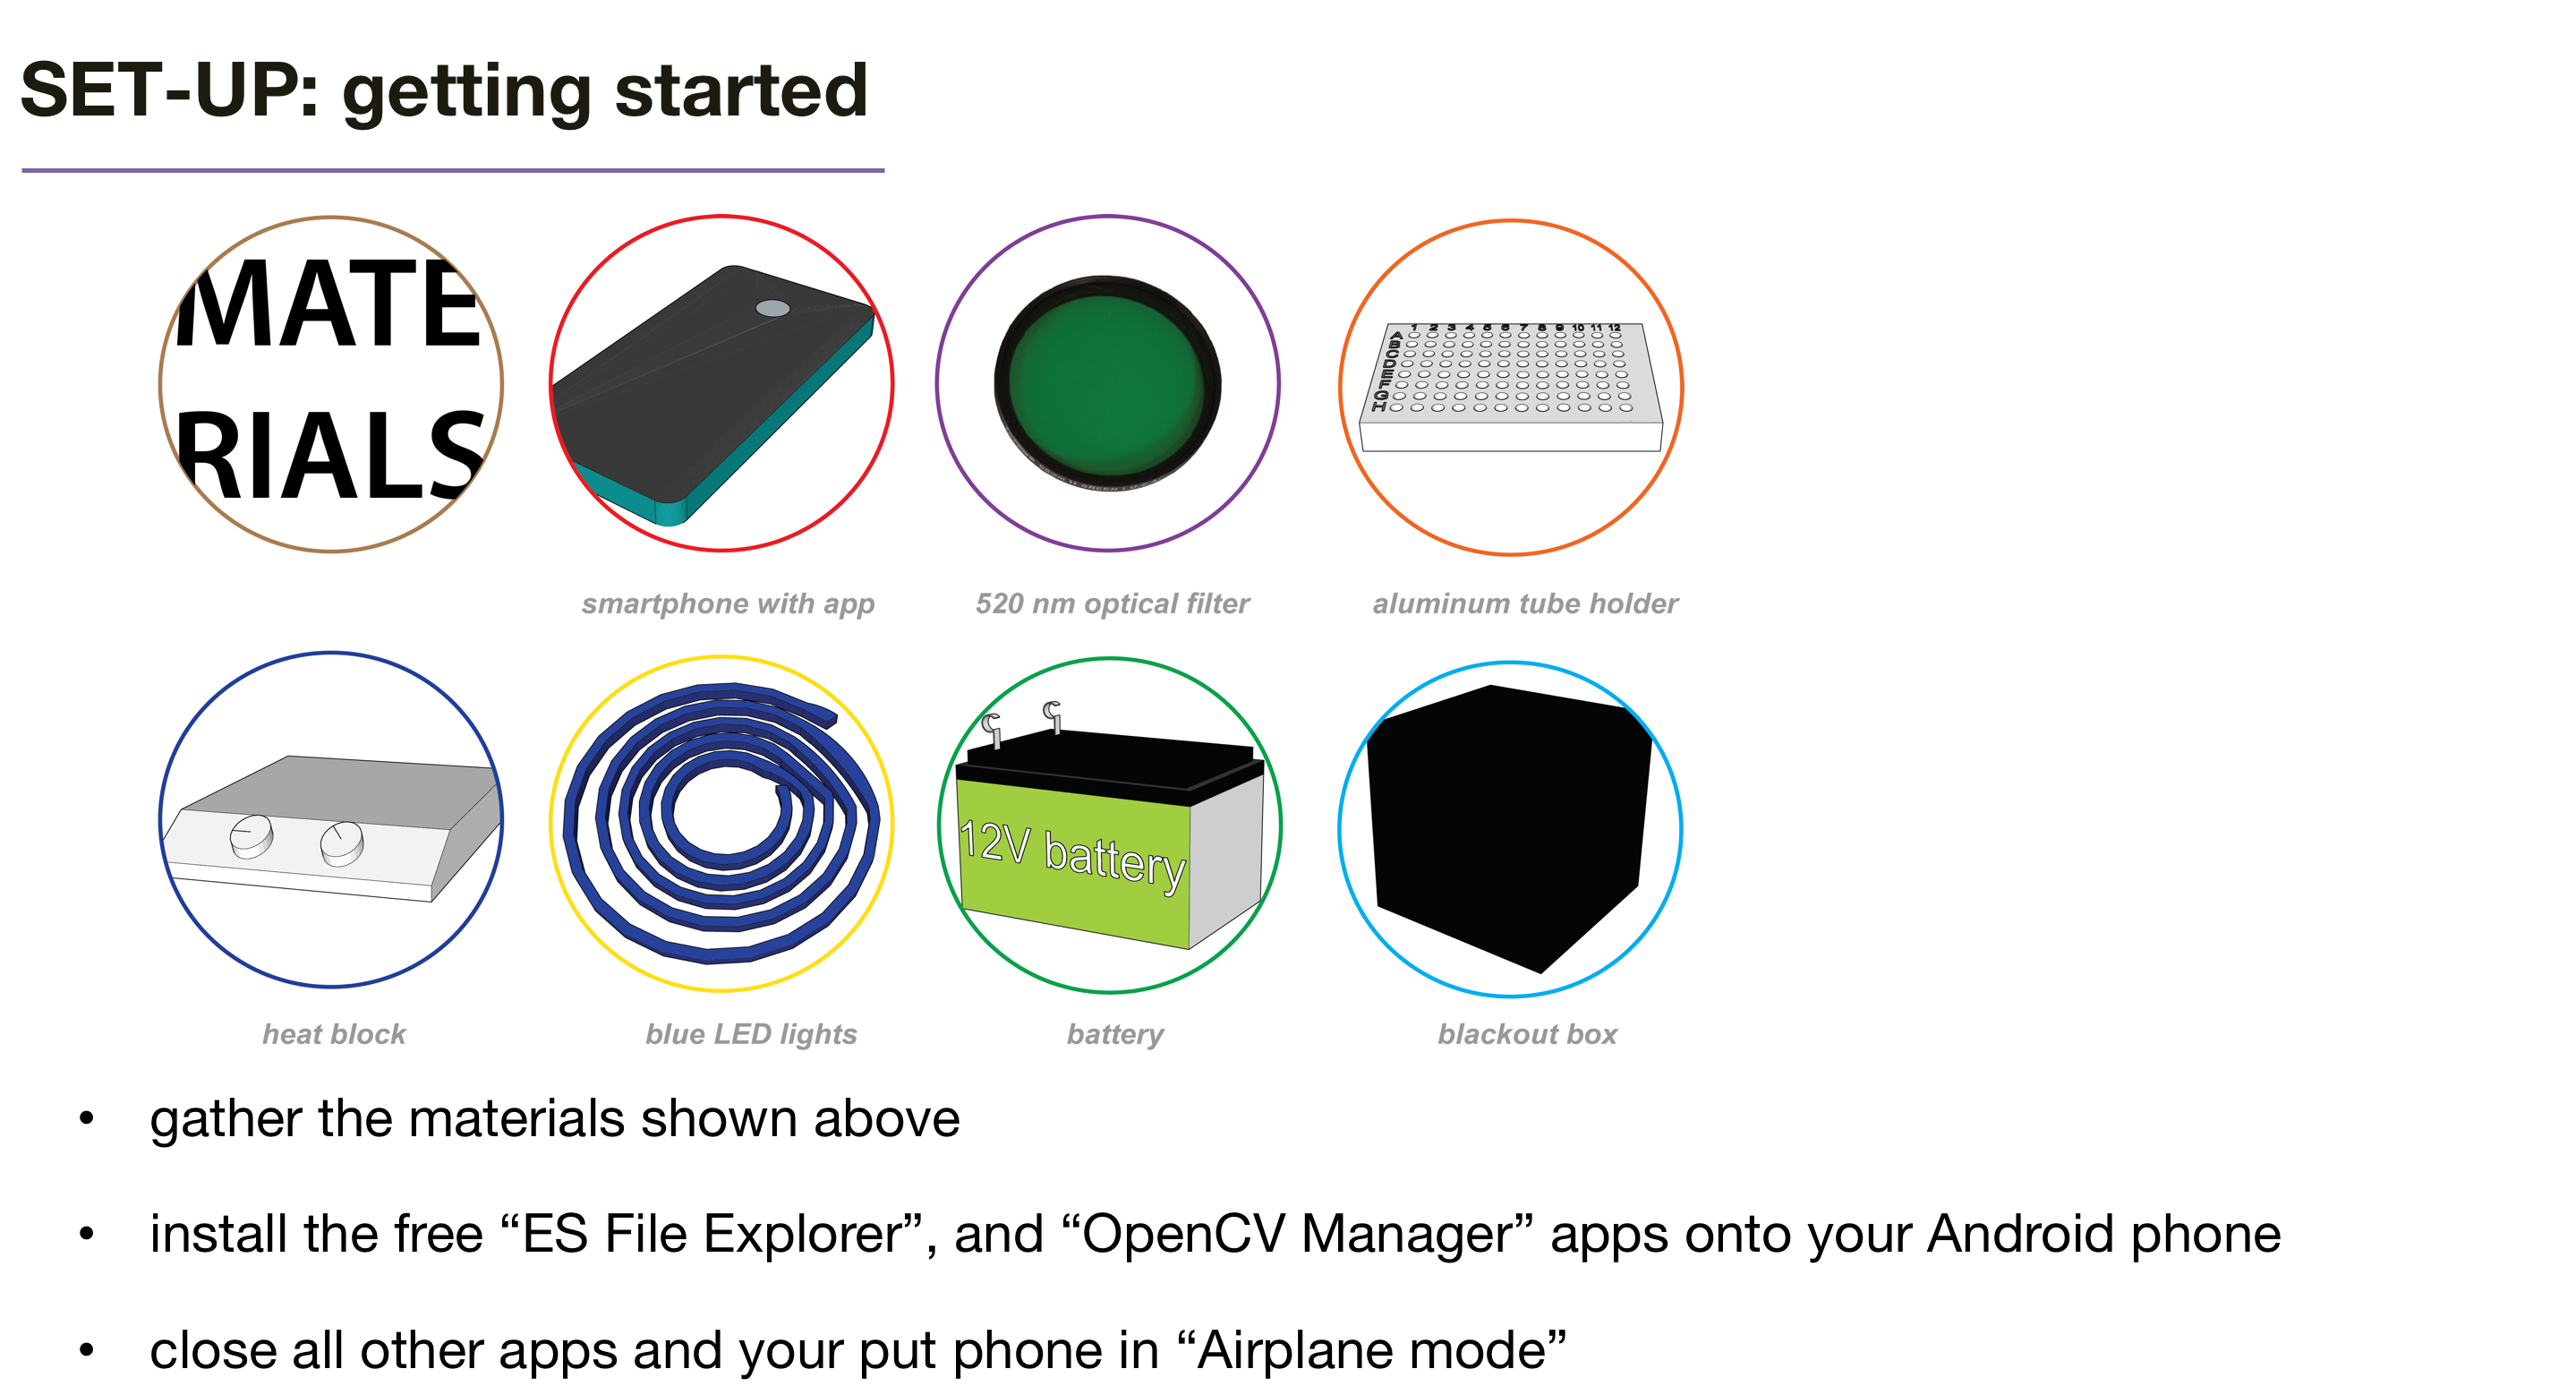 SET-UP: getting started
MATE
RIALS
1 2 3 4 5 6 7 8 9 10 11 12
A
B
C
D
E
F
G
H
smartphone with app
520 nm optical filter
aluminum tube holder
12V battery
heat block
blue LED lights
battery
blackout box
• gather the materials shown above
• install the free “ES File Explorer”, and “OpenCV Manager” apps onto your Android phone
• close all other apps and your put phone in “Airplane mode”